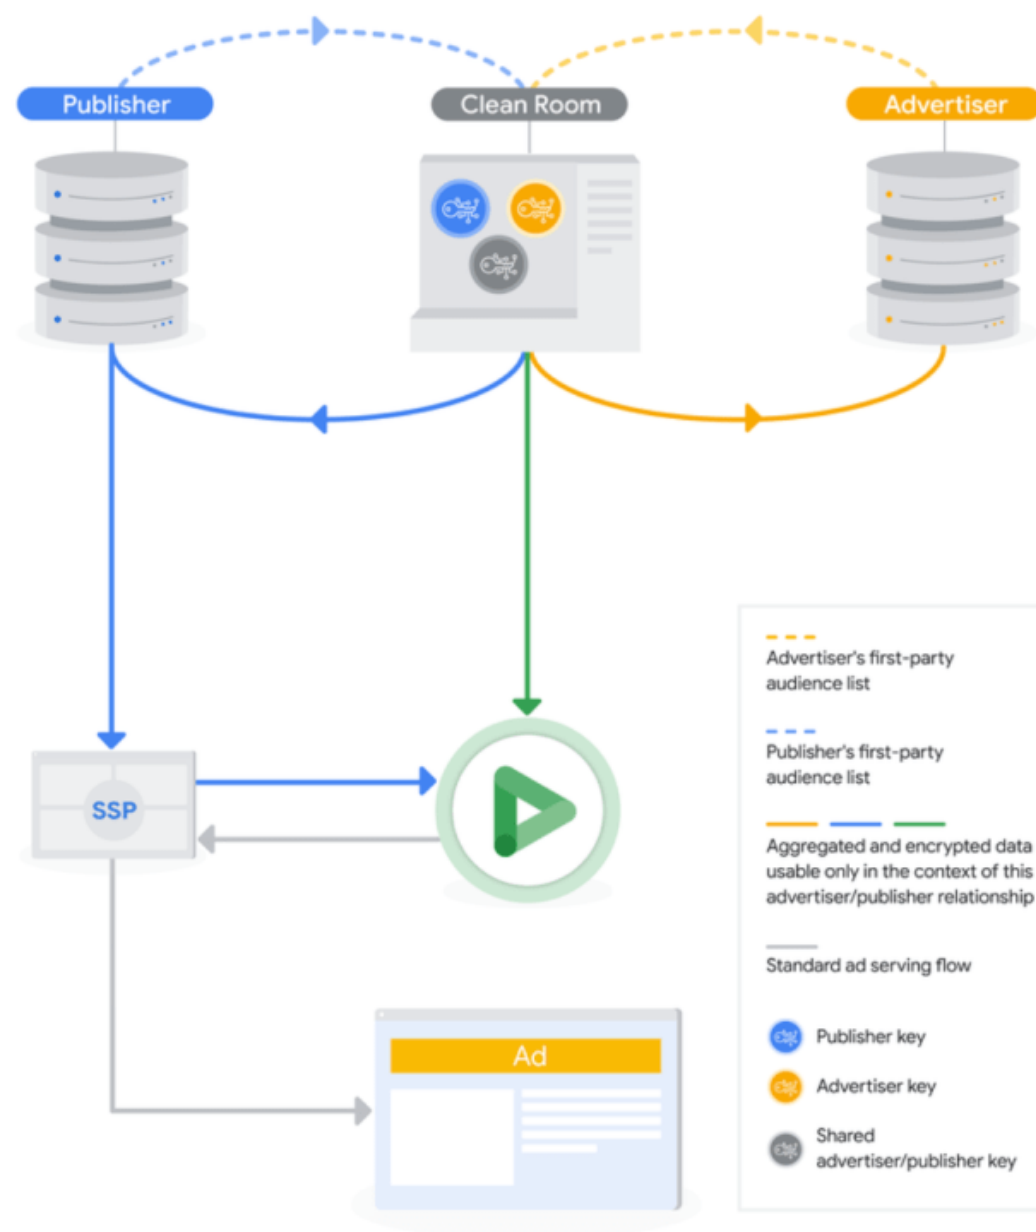 Publisher
Clean Room
Advertiser
SSP
Ad
Advertiser's first-party
audience list
Publisher's first-party
audience list
Aggregated and encrypted data
usable only in the context of this
advertiser/publisher relationship
Standard ad serving flow
Publisher key
Advertiser key
Shared
advertiser/publisher key